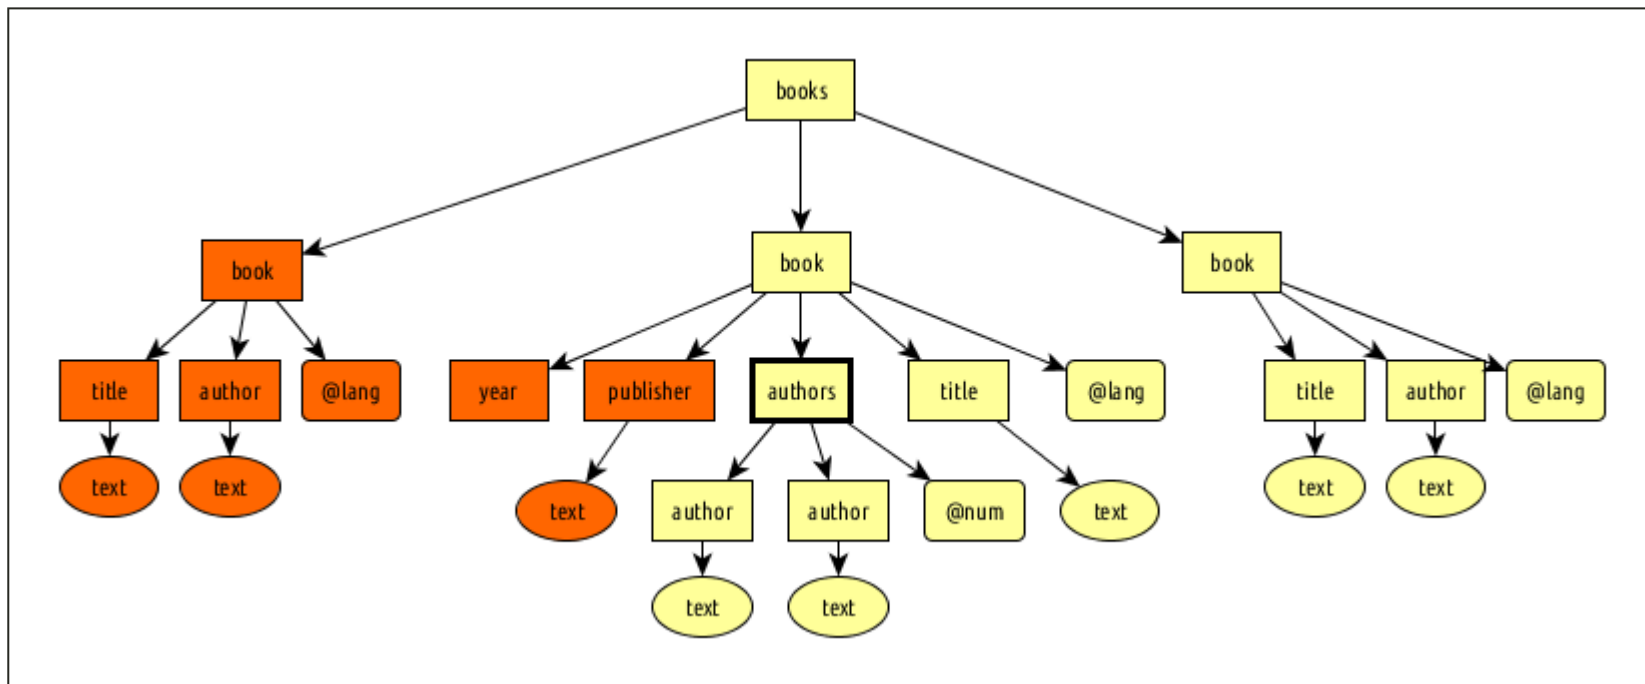 books
book
book
book
title
author
@lang
year
publisher
authors
title
@lang
title
author
@lang
text
text
text
author
author
@num
text
text
text
text
text